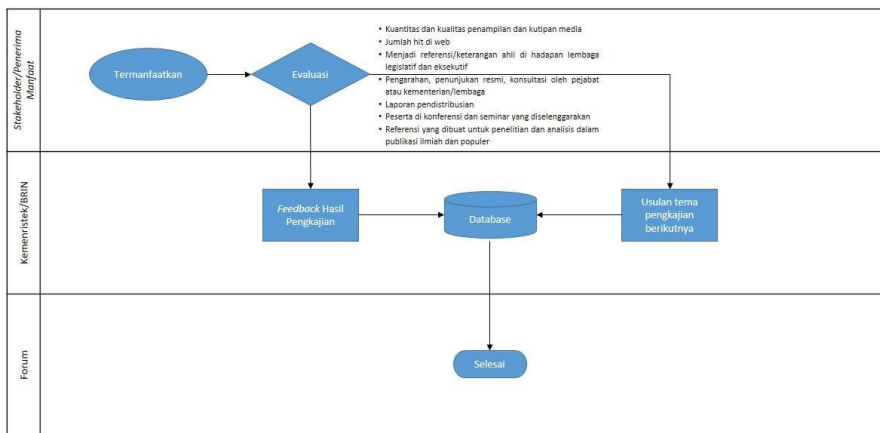 Stakeholder/Penerima
Manfaat
Termanfaatkan
Evaluasi
• Kuantitas dan kualitas penampilan dan kutipan media
• Jumlah hit di web
• Menjadi referensi/keterangan ahli di hadapan lembaga
legislatif dan eksekutif
• Pengarahan, penunjukan resmi, konsultasi oleh pejabat
atau kementerian/lembaga
• Laporan pendistribusian
• Peserta di konferensi dan seminar yang diselenggarakan
• Referensi yang dibuat untuk penelitian dan analisis dalam
publikasi ilmiah dan populer
Kemenristek/BRIN
Feedback Hasil
Pengkajian
Database
Usulan tema
pengkajian
berikutnya
Forum
Selesai